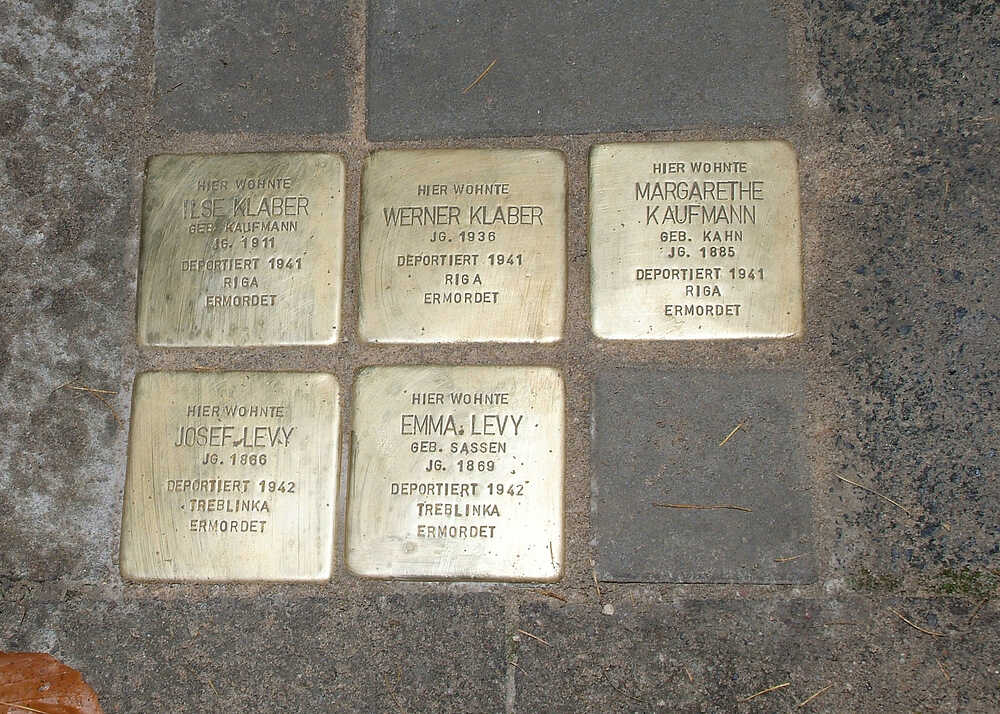 HIER WOHNTE
ILSE KLABER
GEB. KAUFMANN
JG. 1911
DEPORTIERT 1941
RIGA
ERMORDET
HIER WOHNTE
WERNER KLABER
JG. 1936
DEPORTIERT 1941
RIGA
ERMORDET
HIER WOHNTE
MARGARETHE
KAUFMANN
GEB. KAHN
JG. 1885
DEPORTIERT 1941
RIGA
ERMORDET
HIER WOHNTE
JOSEF LEVY
JG. 1866
DEPORTIERT 1942
TREBLINKA
ERMORDET
HIER WOHNTE
EMMA LEVY
GEB. SASSEN
JG. 1869
DEPORTIERT 1942
TREBLINKA
ERMORDET